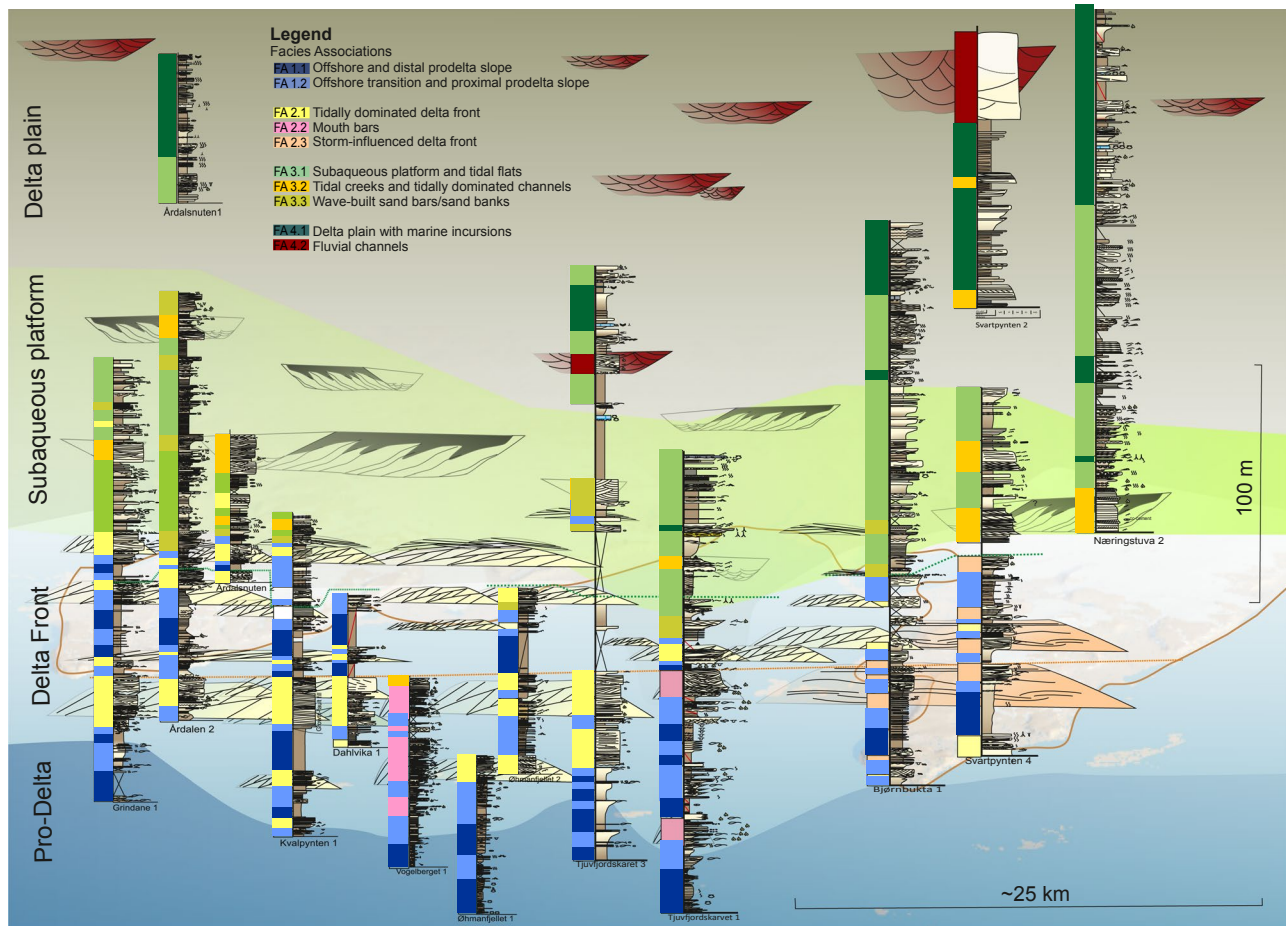 Legend
Facies Associations
FA 1.1 Offshore and distal prodelta slope
FA 1.2 Offshore transition and proximal prodelta slope
FA 2.1 Tidally dominated delta front
FA 2.2 Mouth bars
FA 2.3 Storm-influenced delta front
FA 3.1 Subaqueous platform and tidal flats
FA 3.2 Tidal creeks and tidally dominated channels
FA 3.3 Wave-built sand bars/sand banks
FA 4.1 Delta plain with marine incursions
FA 4.2 Fluvial channels
Delta plain
Subaqueous platform
Delta Front
Pro-Delta
Årdalsnuten1
Svartpynten 2
Næringstuva 2
100 m
Årdalsnuten 2
Årdalen 2
Dahlvika 1
Grindane 1
Kvalpynten 1
Vogelberget 1
Øhmanfjellet 2
Øhmanfjellet 1
Tjuvfjordskaret 3
Tjuvfjordskarvet 1
Bjørnbukta 1
Svartpynten 4
~25 km